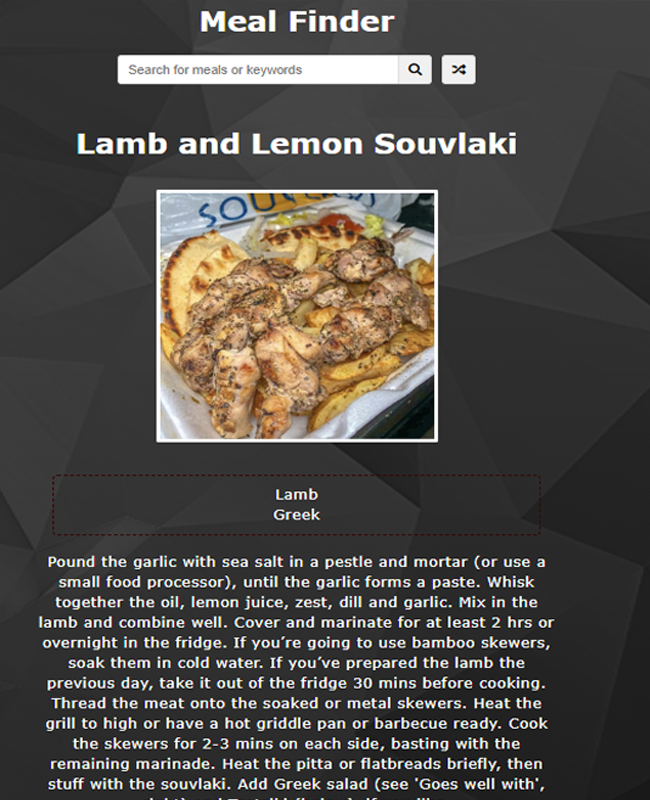 Meal Finder
Search for meals or keywords
Lamb and Lemon Souvlaki
Lamb
Greek
Pound the garlic with sea salt in a pestle and mortar (or use a
small food processor), until the garlic forms a paste. Whisk
together the oil, lemon juice, zest, dill and garlic. Mix in the
lamb and combine well. Cover and marinate for at least 2 hrs or
overnight in the fridge. If you’re going to use bamboo skewers,
soak them in cold water. If you’ve prepared the lamb the
previous day, take it out of the fridge 30 mins before cooking.
Thread the meat onto the soaked or metal skewers. Heat the
grill to high or have a hot griddle pan or barbecue ready. Cook
the skewers for 2-3 mins on each side, basting with the
remaining marinade. Heat the pitta or flatbreads briefly, then
stuff with the souvlaki. Add Greek salad (see 'Goes well with',